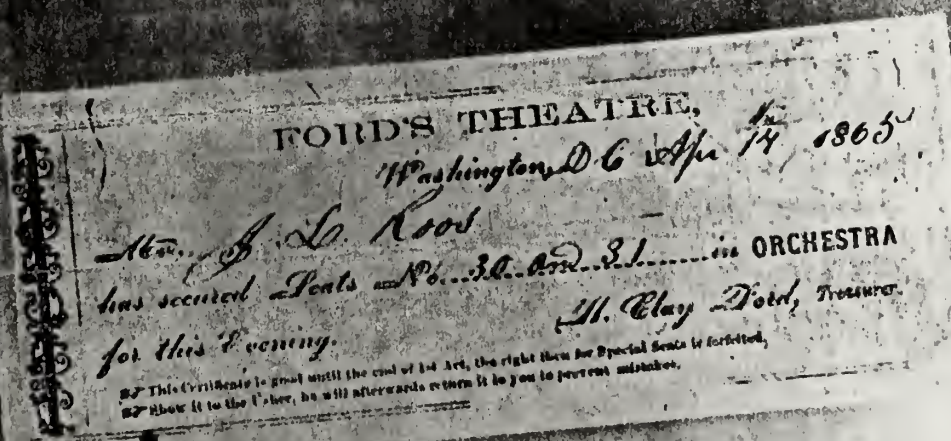 FORD'S THEATRE,
Washington, D.C. Apr 14th 1865
Mr. J. L. Roos
has secured Seats No. 30 and 31 in ORCHESTRA
for this Evening. H. Clay Ford, Treasurer.
☞ This Certificate is good until the end of 1st Act, the right then for Special Seats is forfeited,
☞ Show it to the Usher, he will afterwards return it to you to prevent mistakes.